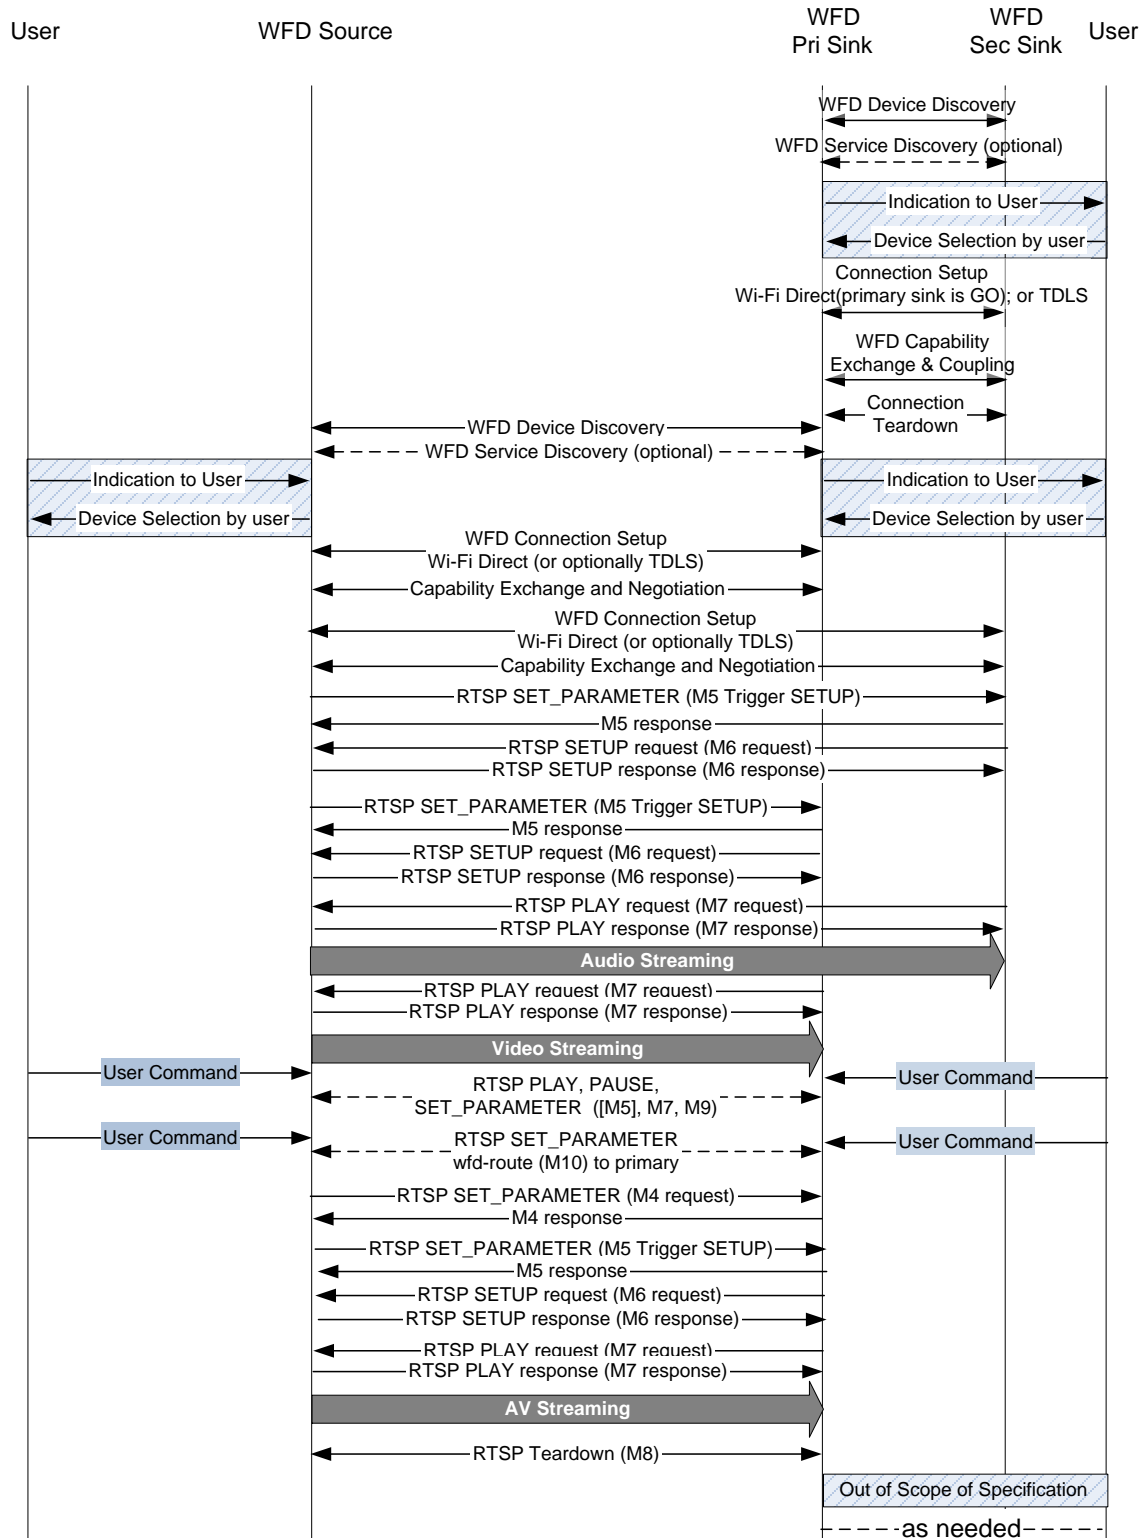 User
WFD Source
WFD
Pri Sink
WFD
Sec Sink
User
WFD Device Discovery
WFD Service Discovery (optional)
Indication to User
Device Selection by user
Connection Setup
Wi-Fi Direct(primary sink is GO); or TDLS
WFD Capability
Exchange & Coupling
Connection
Teardown
WFD Device Discovery
WFD Service Discovery (optional)
Indication to User
Indication to User
Device Selection by user
Device Selection by user
WFD Connection Setup
Wi-Fi Direct (or optionally TDLS)
Capability Exchange and Negotiation
WFD Connection Setup
Wi-Fi Direct (or optionally TDLS)
Capability Exchange and Negotiation
RTSP SET_PARAMETER (M5 Trigger SETUP)
M5 response
RTSP SETUP request (M6 request)
RTSP SETUP response (M6 response)
RTSP SET_PARAMETER (M5 Trigger SETUP)
M5 response
RTSP SETUP request (M6 request)
RTSP SETUP response (M6 response)
RTSP PLAY request (M7 request)
RTSP PLAY response (M7 response)
Audio Streaming
RTSP PLAY request (M7 request)
RTSP PLAY response (M7 response)
Video Streaming
User Command
User Command
RTSP PLAY, PAUSE,
SET_PARAMETER ([M5], M7, M9)
User Command
User Command
RTSP SET_PARAMETER
wfd-route (M10) to primary
RTSP SET_PARAMETER (M4 request)
M4 response
RTSP SET_PARAMETER (M5 Trigger SETUP)
M5 response
RTSP SETUP request (M6 request)
RTSP SETUP response (M6 response)
RTSP PLAY request (M7 request)
RTSP PLAY response (M7 response)
AV Streaming
RTSP Teardown (M8)
Out of Scope of Specification
as needed